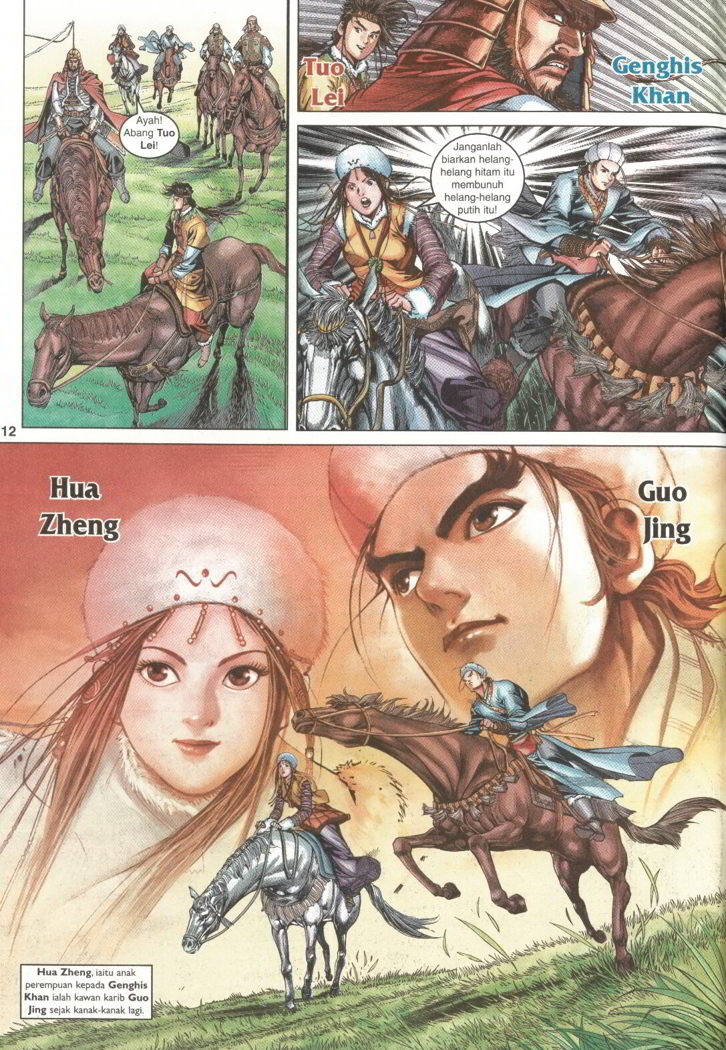 Ayah!
Abang Tuo
Lei!
Tuo
Lei
Genghis
Khan
Janganlah
biarkan helang-
helang hitam itu
membunuh
helang-helang
putih itu!
12
Hua
Zheng
Guo
Jing
Hua Zheng, iaitu anak
perempuan kepada Genghis
Khan ialah kawan karib Guo
Jing sejak kanak-kanak lagi.